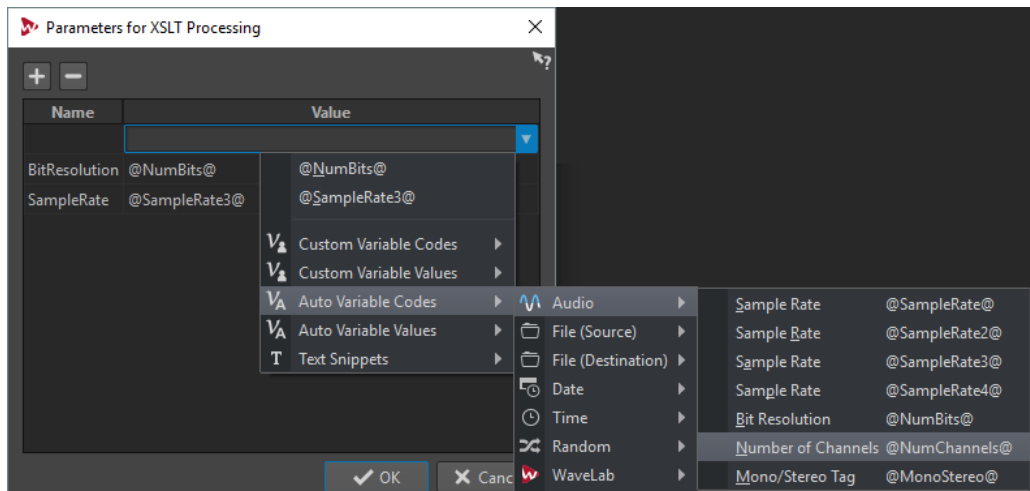 Parameters for XSLT Processing
Name Value
BitResolution @NumBits@
SampleRate @SampleRate3@
@NumBits@
@SampleRate3@
Custom Variable Codes
Custom Variable Values
Auto Variable Codes
Auto Variable Values
Text Snippets
Audio
File (Source)
File (Destination)
Date
Time
Random
WaveLab
Sample Rate @SampleRate@
Sample Rate @SampleRate2@
Sample Rate @SampleRate3@
Sample Rate @SampleRate4@
Bit Resolution @NumBits@
Number of Channels @NumChannels@
Mono/Stereo Tag @MonoStereo@
OK Canc